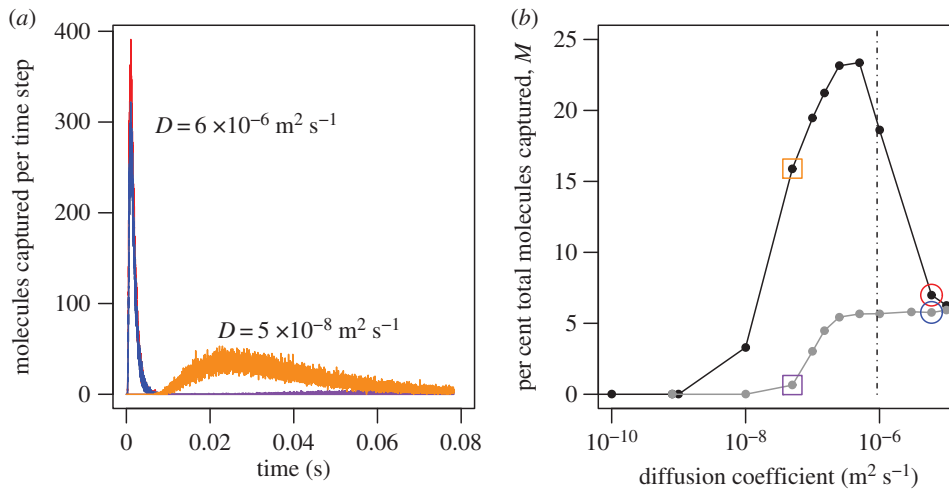 (a)
400
300
200
100
0
molecules captured per time step
D = 6 ×10⁻⁶ m² s⁻¹
D = 5 ×10⁻⁸ m² s⁻¹
0 0.02 0.04 0.06 0.08
time (s)
(b)
25
20
15
10
5
0
per cent total molecules captured, M
10⁻¹⁰ 10⁻⁸ 10⁻⁶
diffusion coefficient (m² s⁻¹)